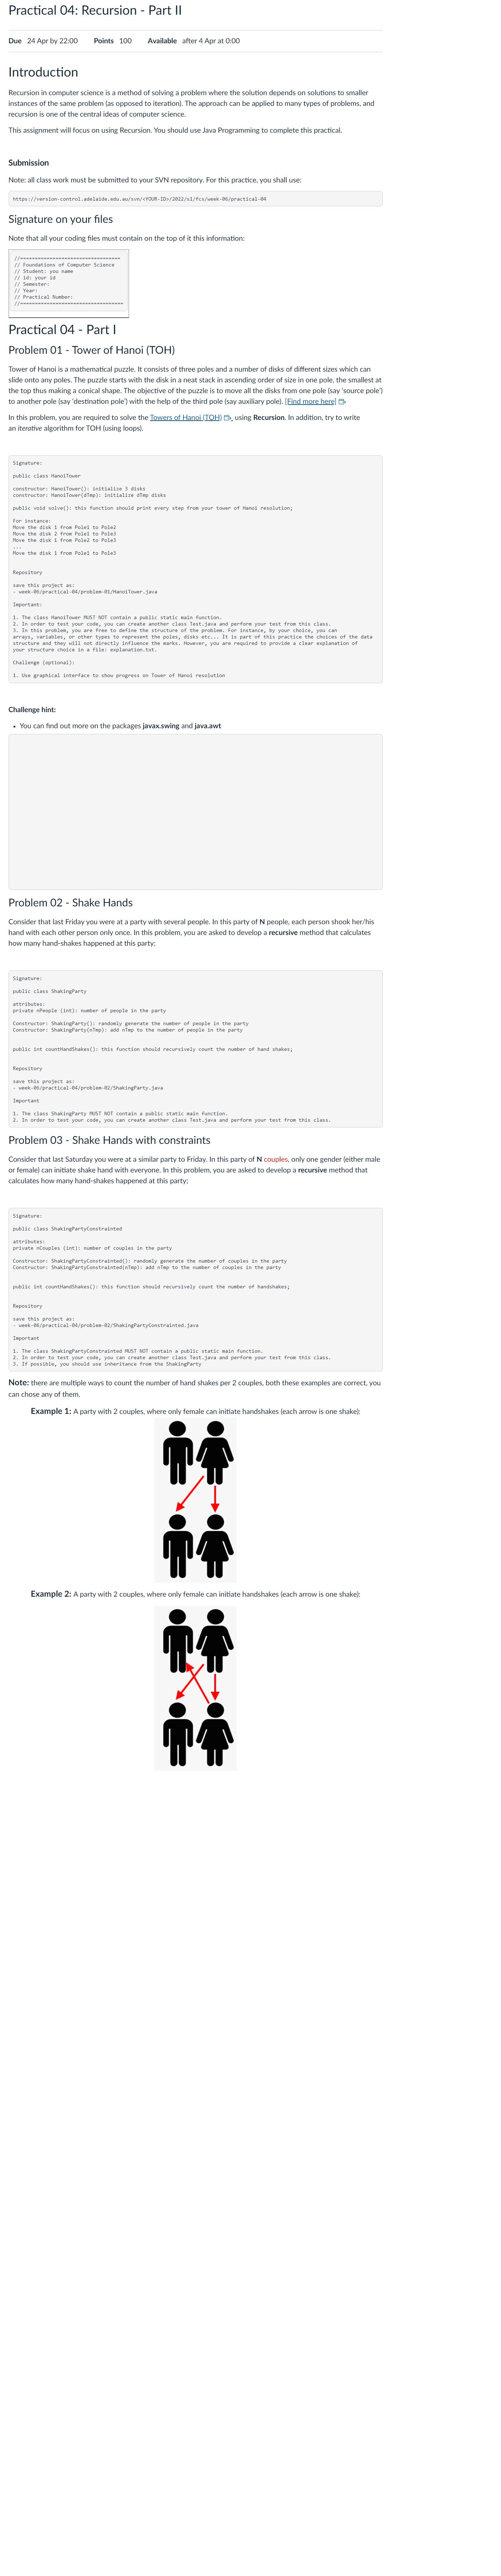 Practical 04: Recursion - Part II
Due 24 Apr by 22:00 Points 100 Available after 4 Apr at 0:00
Introduction
Recursion in computer science is a method of solving a problem where the solution depends on solutions to smaller
instances of the same problem (as opposed to iteration). The approach can be applied to many types of problems, and
recursion is one of the central ideas of computer science.
This assignment will focus on using Recursion. You should use Java Programming to complete this practical.
Submission
Note: all class work must be submitted to your SVN repository. For this practice, you shall use:
https://version-control.adelaide.edu.au/svn/<YOUR-ID>/2022/s1/fcs/week-06/practical-04
Signature on your files
Note that all your coding files must contain on the top of it this information:
//==================================
// Foundations of Computer Science
// Student: you name
// id: your id
// Semester:
// Year:
// Practical Number:
//===================================
Practical 04 - Part I
Problem 01 - Tower of Hanoi (TOH)
Tower of Hanoi is a mathematical puzzle. It consists of three poles and a number of disks of different sizes which can
slide onto any poles. The puzzle starts with the disk in a neat stack in ascending order of size in one pole, the smallest at
the top thus making a conical shape. The objective of the puzzle is to move all the disks from one pole (say ‘source pole’)
to another pole (say ‘destination pole’) with the help of the third pole (say auxiliary pole). [Find more here]
In this problem, you are required to solve the Towers of Hanoi (TOH) using Recursion. In addition, try to write
an iterative algorithm for TOH (using loops).
Signature:
public class HanoiTower
constructor: HanoiTower(): initialize 3 disks
constructor: HanoiTower(dTmp): initialize dTmp disks
public void solve(): this function should print every step from your tower of Hanoi resolution;
For instance:
Move the disk 1 from Pole1 to Pole2
Move the disk 2 from Pole1 to Pole3
Move the disk 1 from Pole2 to Pole3
...
Move the disk 1 from Pole1 to Pole3
Repository
save this project as:
- week-06/practical-04/problem-01/HanoiTower.java
Important:
1. The class HanoiTower MUST NOT contain a public static main function.
2. In order to test your code, you can create another class Test.java and perform your test from this class.
3. In this problem, you are free to define the structure of the problem. For instance, by your choice, you can
arrays, variables, or other types to represent the poles, disks etc... It is part of this practice the choices of the data
structure and they will not directly influence the marks. However, you are required to provide a clear explanation of
your structure choice in a file: explanation.txt.
Challenge (optional):
1. Use graphical interface to show progress on Tower of Hanoi resolution
Challenge hint:
• You can find out more on the packages javax.swing and java.awt
Problem 02 - Shake Hands
Consider that last Friday you were at a party with several people. In this party of N people, each person shook her/his
hand with each other person only once. In this problem, you are asked to develop a recursive method that calculates
how many hand-shakes happened at this party;
Signature:
public class ShakingParty
attributes:
private nPeople (int): number of people in the party
Constructor: ShakingParty(): randomly generate the number of people in the party
Constructor: ShakingParty(nTmp): add nTmp to the number of people in the party
public int countHandShakes(): this function should recursively count the number of hand shakes;
Repository
save this project as:
- week-06/practical-04/problem-02/ShakingParty.java
Important
1. The class ShakingParty MUST NOT contain a public static main function.
2. In order to test your code, you can create another class Test.java and perform your test from this class.
Problem 03 - Shake Hands with constraints
Consider that last Saturday you were at a similar party to Friday. In this party of N couples, only one gender (either male
or female) can initiate shake hand with everyone. In this problem, you are asked to develop a recursive method that
calculates how many hand-shakes happened at this party;
Signature:
public class ShakingPartyConstrainted
attributes:
private nCouples (int): number of couples in the party
Constructor: ShakingPartyConstrainted(): randomly generate the number of couples in the party
Constructor: ShakingPartyConstrainted(nTmp): add nTmp to the number of couples in the party
public int countHandShakes(): this function should recursively count the number of handshakes;
Repository
save this project as:
- week-06/practical-04/problem-02/ShakingPartyConstrainted.java
Important
1. The class ShakingPartyConstrainted MUST NOT contain a public static main function.
2. In order to test your code, you can create another class Test.java and perform your test from this class.
3. If possible, you should use inheritance from the ShakingParty
Note: there are multiple ways to count the number of hand shakes per 2 couples, both these examples are correct, you
can chose any of them.
Example 1: A party with 2 couples, where only female can initiate handshakes (each arrow is one shake):
Example 2: A party with 2 couples, where only female can initiate handshakes (each arrow is one shake):